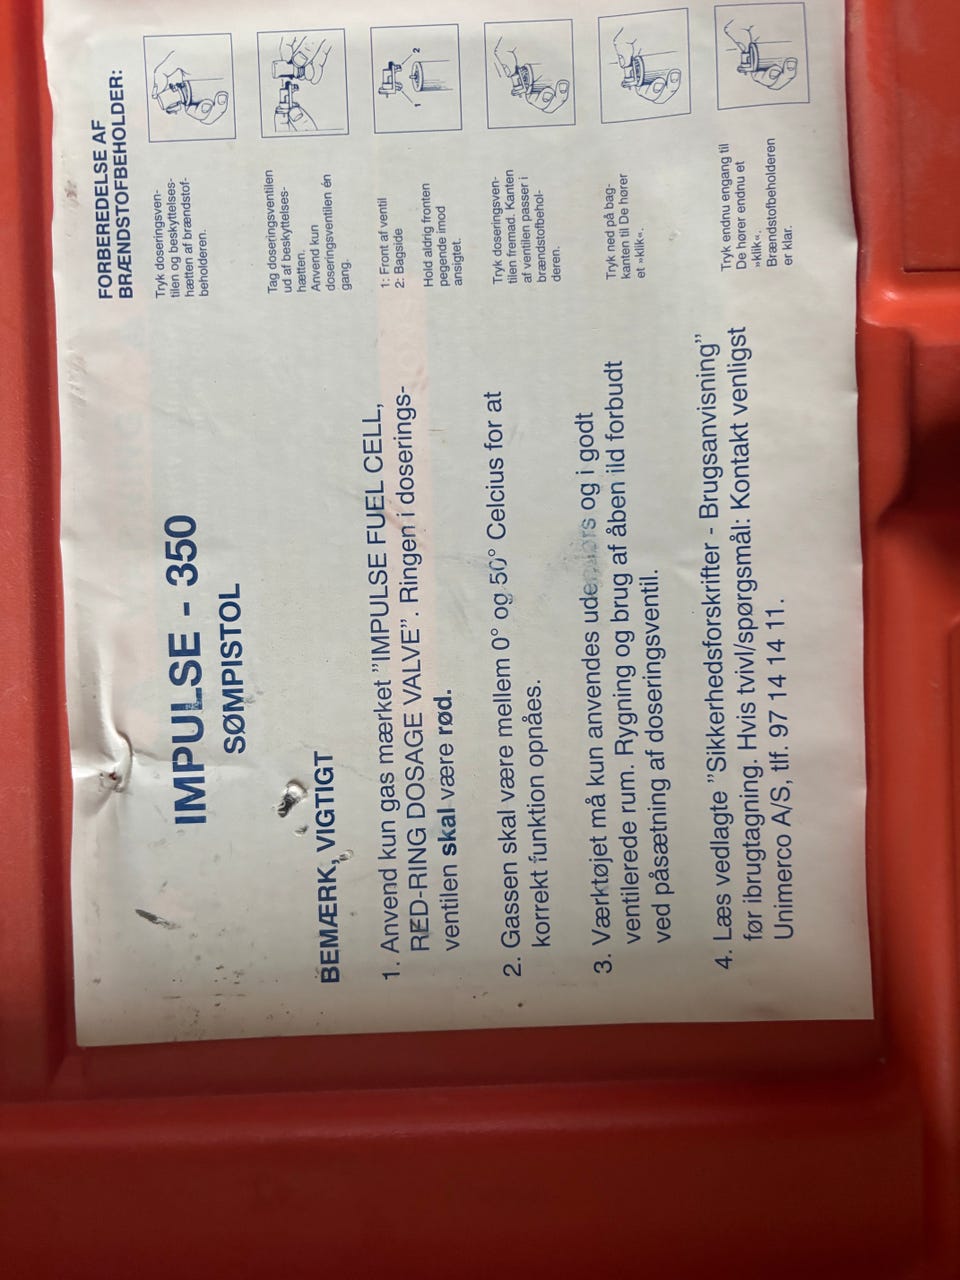 IMPULSE - 350
SØMPISTOL
BEMÆRK, VIGTIGT
1. Anvend kun gas mærket ”IMPULSE FUEL CELL,
RED-RING DOSAGE VALVE”. Ringen i doserings-
ventilen skal være rød.
2. Gassen skal være mellem 0° og 50° Celcius for at
korrekt funktion opnåes.
3. Værktøjet må kun anvendes udendørs og i godt
ventilerede rum. Rygning og brug af åben ild forbudt
ved påsætning af doseringsventil.
4. Læs vedlagte ”Sikkerhedsforskrifter - Brugsanvisning”
før ibrugtagning. Hvis tvivl/spørgsmål: Kontakt venligst
Unimerco A/S, tlf. 97 14 14 11.
FORBEREDELSE AF
BRÆNDSTOFBEHOLDER:
Tryk doseringsven-
tilen og beskyttelses-
hætten af brændstof-
beholderen.
Tag doseringsventilen
ud af beskyttelses-
hætten.
Anvend kun
doseringsventilen én
gang.
1: Front af ventil
2: Bagside
Hold aldrig fronten
pegende imod
ansigtet.
1
2
Tryk doseringsven-
tilen fremad. Kanten
af ventilen passer i
brændstofbehol-
deren.
Tryk ned på bag-
kanten til De hører
et »klik«.
Tryk endnu engang til
De hører endnu et
»klik«.
Brændstofbeholderen
er klar.